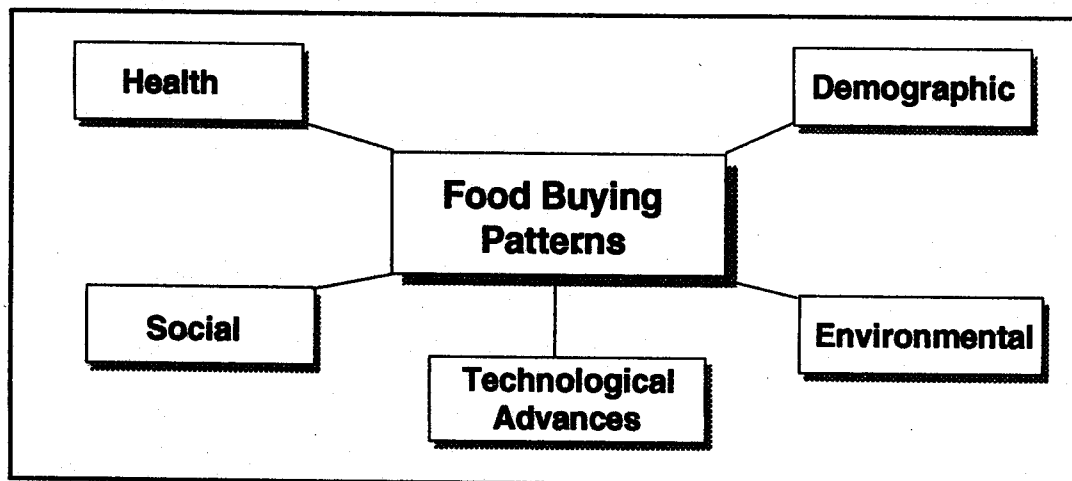 Health
Demographic
Food Buying
Patterns
Social
Environmental
Technological
Advances